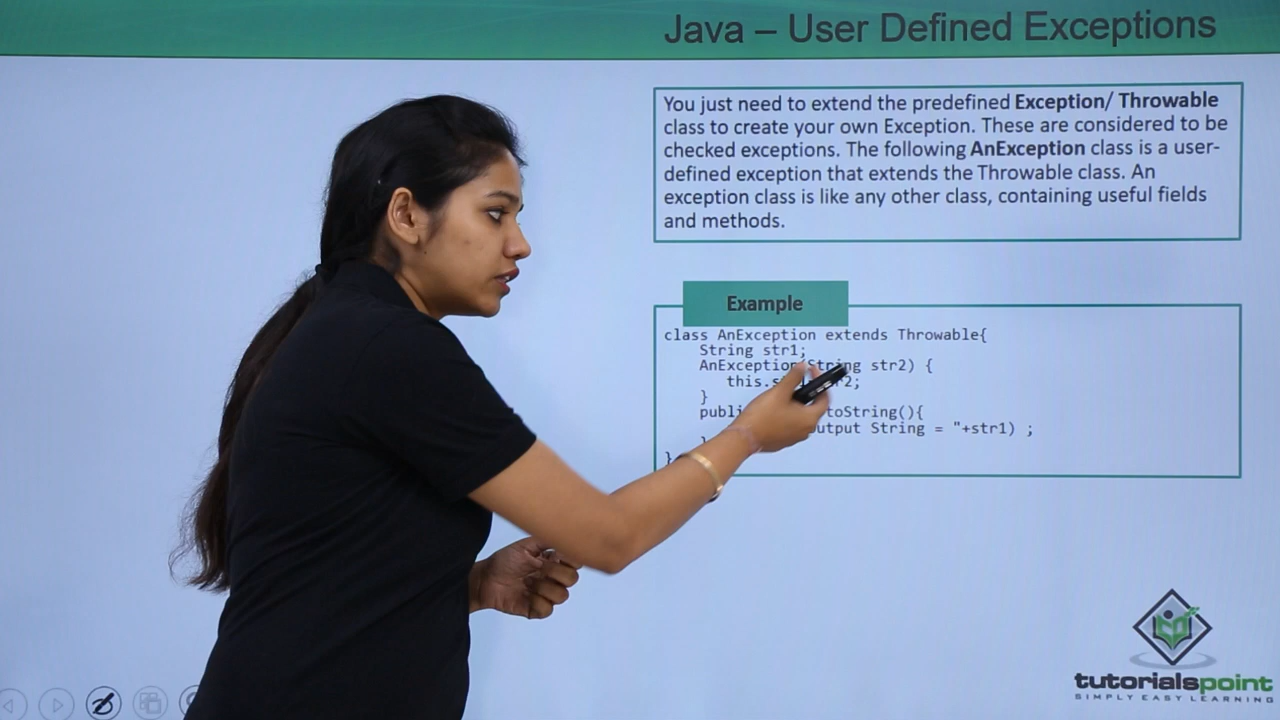 Java – User Defined Exceptions
You just need to extend the predefined Exception/ Throwable
class to create your own Exception. These are considered to be
checked exceptions. The following AnException class is a user-
defined exception that extends the Throwable class. An
exception class is like any other class, containing useful fields
and methods.
Example
class AnException extends Throwable{
String str1;
AnException(String str2) {
}
toString(){
String = "+str1) ;
}
}
tutorialspoint
SIMPLY EASY LEARNING